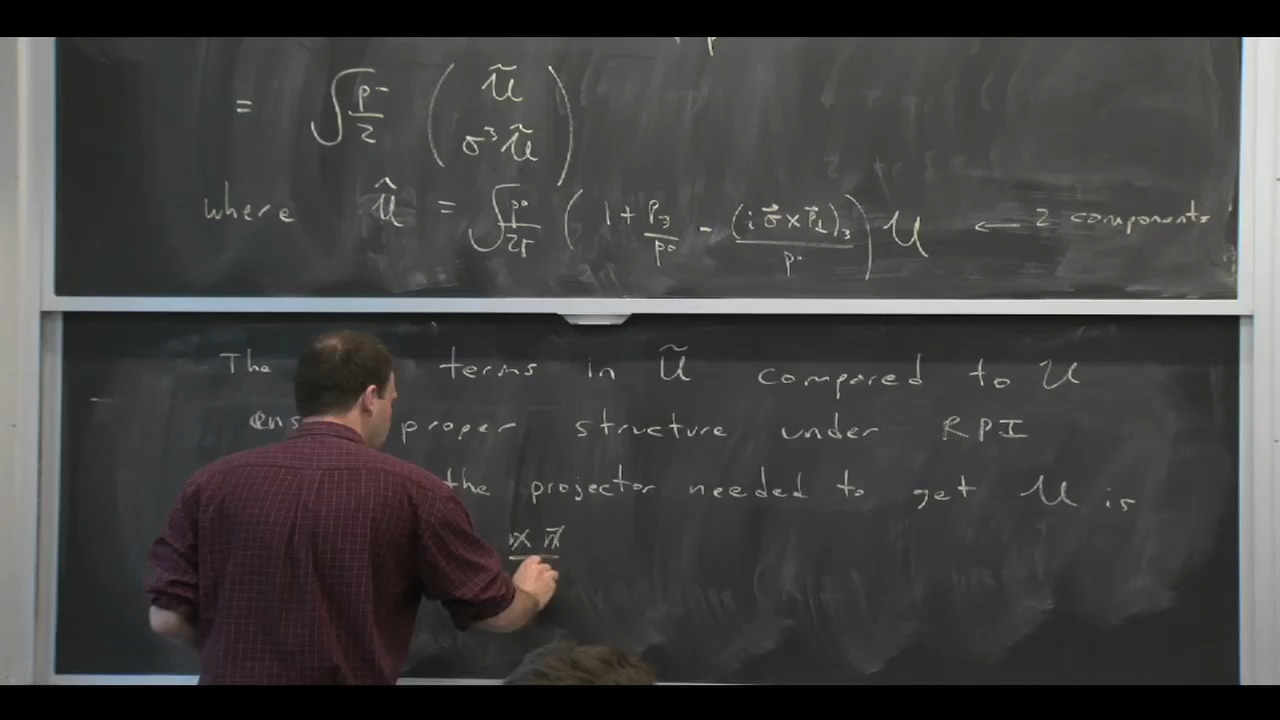 = √(p⁻/2) ( ũ
σ³ũ )
where û = √(p⁰/2p⁻) ( 1 + p₃/p⁰ - (i σ⃗ × p⃗⊥)₃/p⁰ ) u ← 2 components
The terms in ũ compared to u
ens proper structure under RPI
the projector needed to get u is
n̸ n̸̄